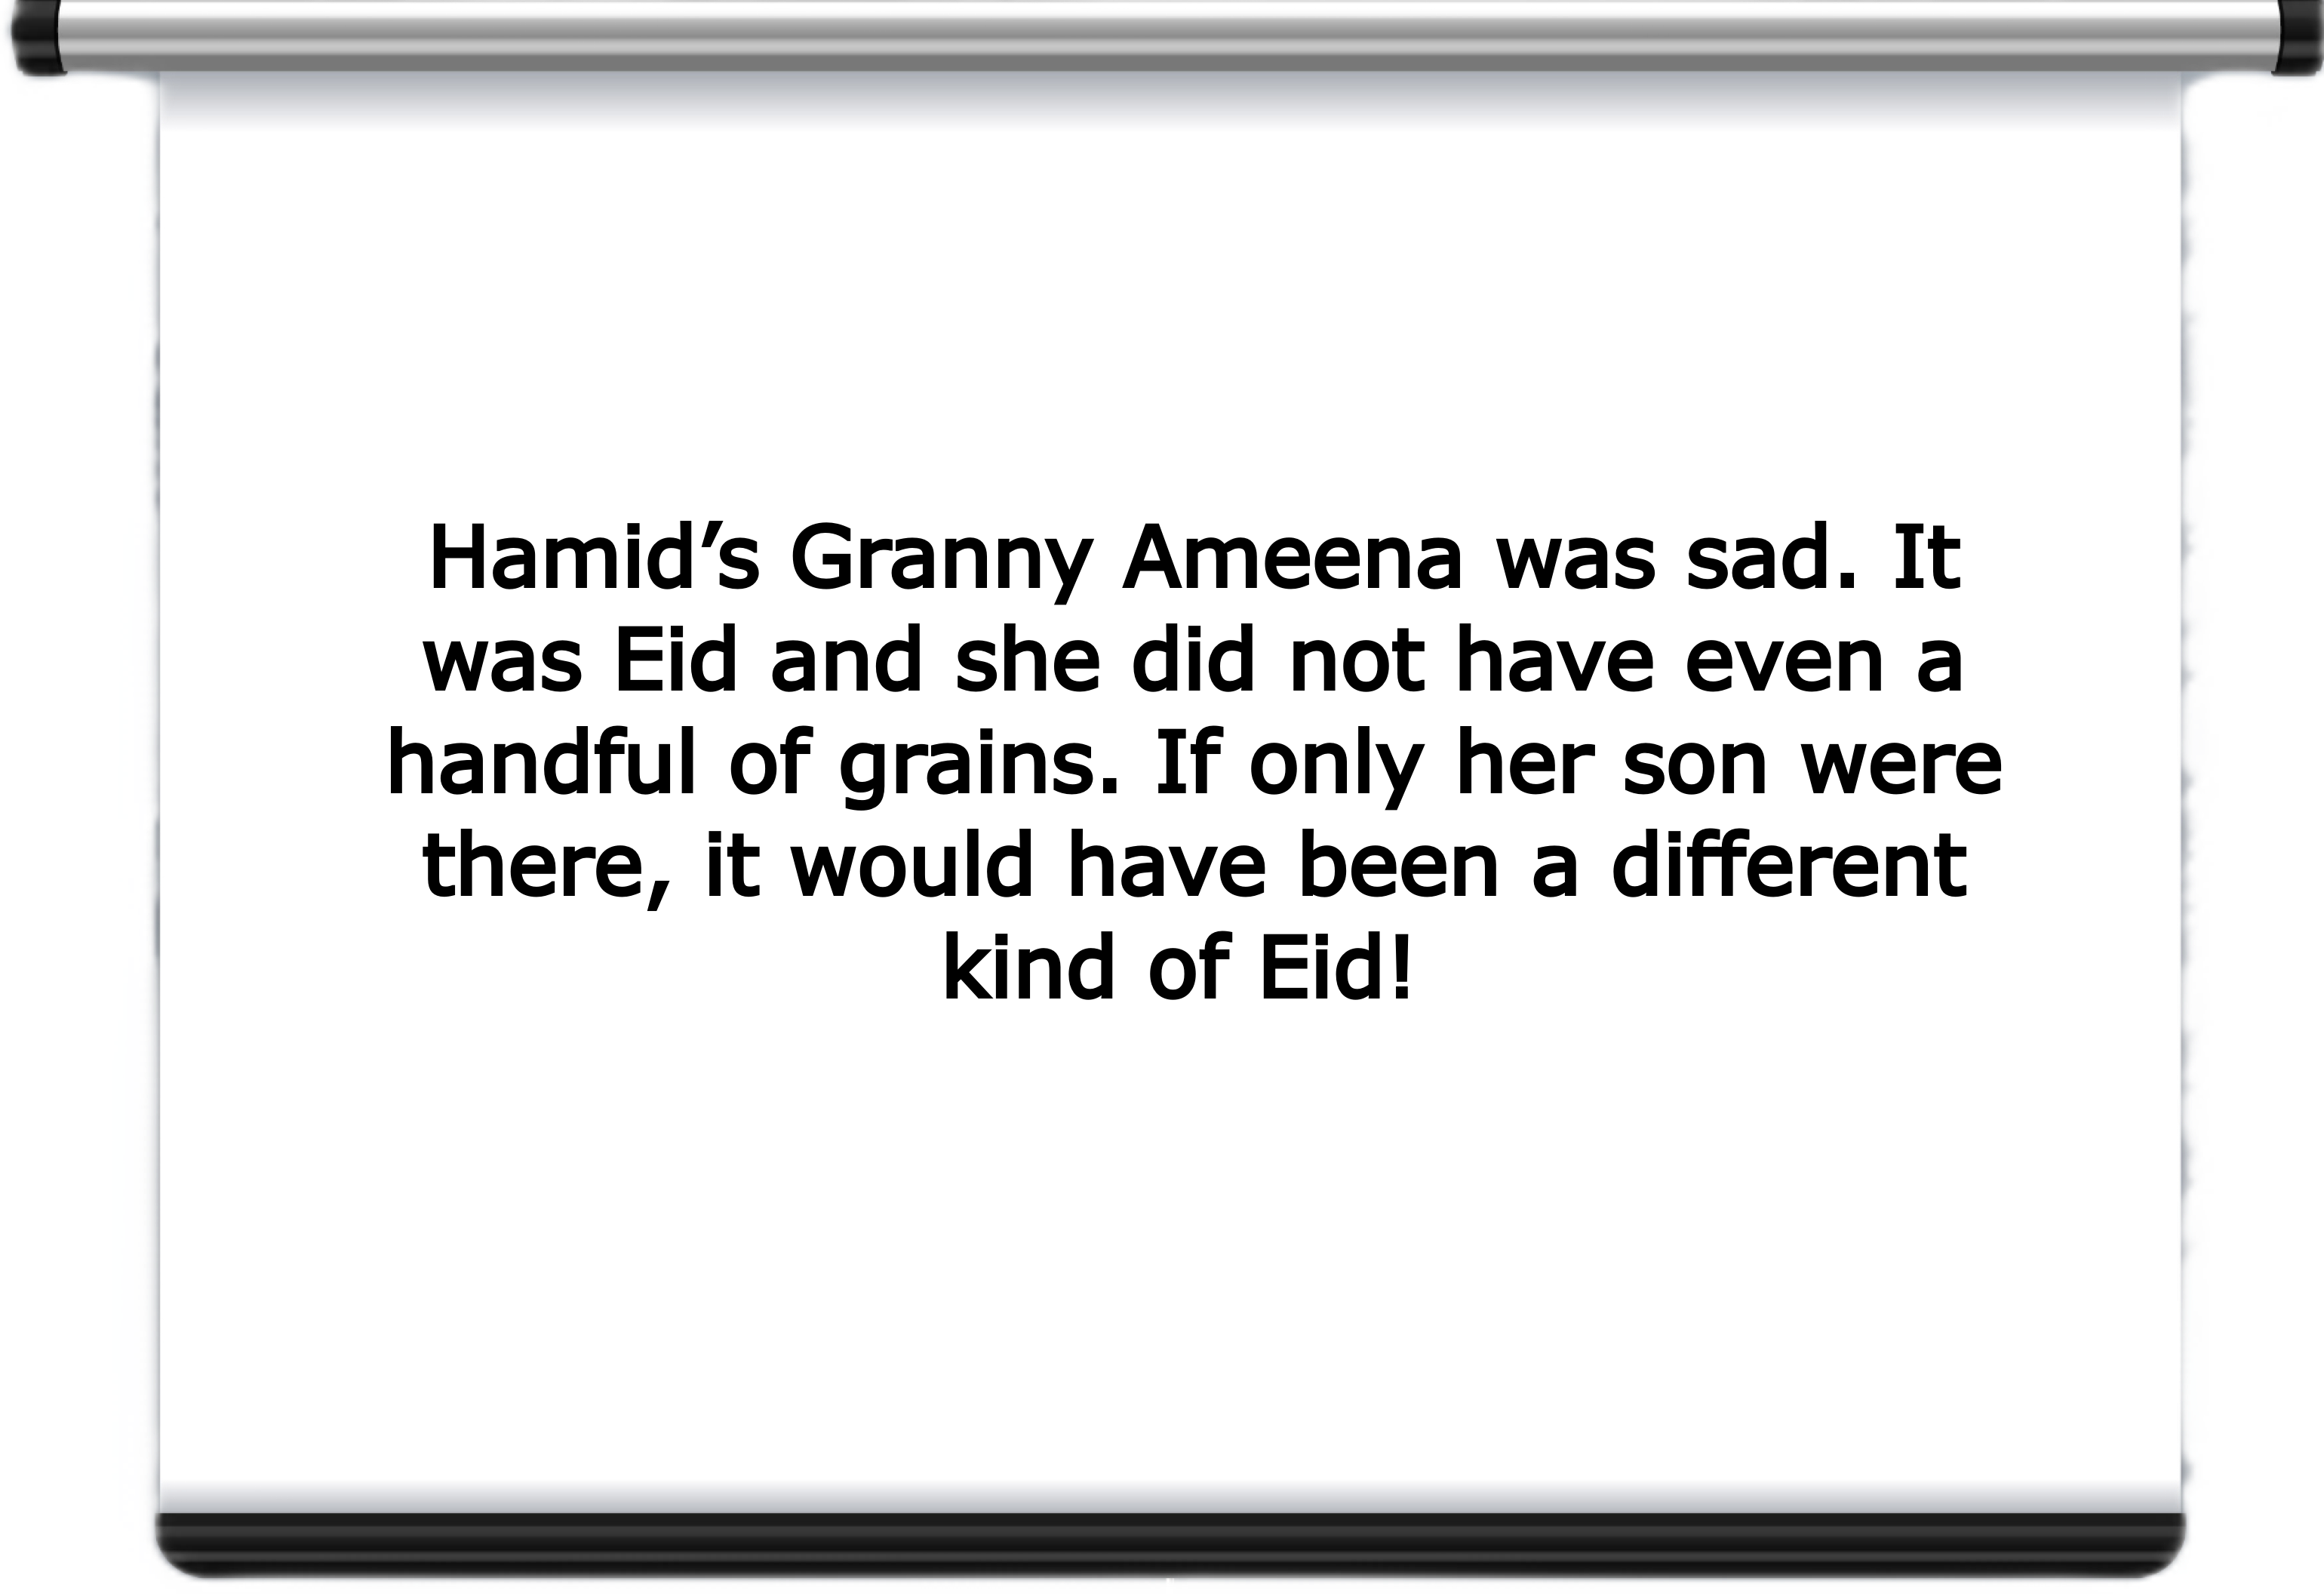 Hamid’s Granny Ameena was sad. It
was Eid and she did not have even a
handful of grains. If only her son were
there, it would have been a different
kind of Eid!